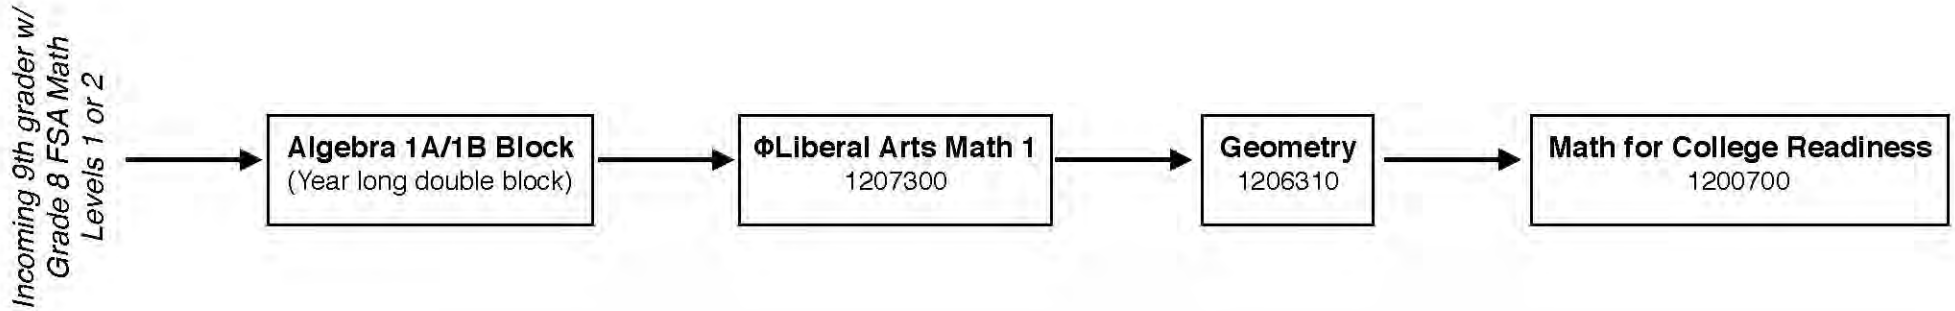 Incoming 9th grader w/
Grade 8 FSA Math
Levels 1 or 2
Algebra 1A/1B Block
(Year long double block)
ΦLiberal Arts Math 1
1207300
Geometry
1206310
Math for College Readiness
1200700